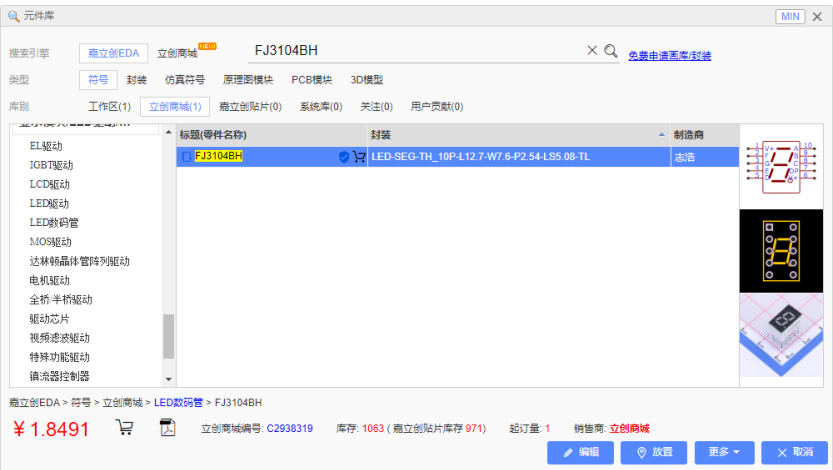 元件库 MIN
搜索引擎 嘉立创EDA 立创商城 NEW FJ3104BH 免费申请画库/封装
类型 符号 封装 仿真符号 原理图模块 PCB模块 3D模型
库别 工作区(1) 立创商城(1) 嘉立创贴片(0) 系统库(0) 关注(0) 用户贡献(0)
标题(零件名称) 封装 制造商
FJ3104BH LED-SEG-TH_10P-L12.7-W7.6-P2.54-LS5.08-TL 志浩
EL驱动
IGBT驱动
LCD驱动
LED驱动
LED数码管
MOS驱动
达林顿晶体管阵列驱动
电机驱动
全桥/半桥驱动
驱动芯片
视频滤波驱动
特殊功能驱动
镇流器控制器
嘉立创EDA > 符号 > 立创商城 > LED数码管 > FJ3104BH
¥ 1.8491 立创商城编号: C2938319 库存: 1063 ( 嘉立创贴片库存 971) 起订量: 1 销售商: 立创商城
编辑 放置 更多 取消